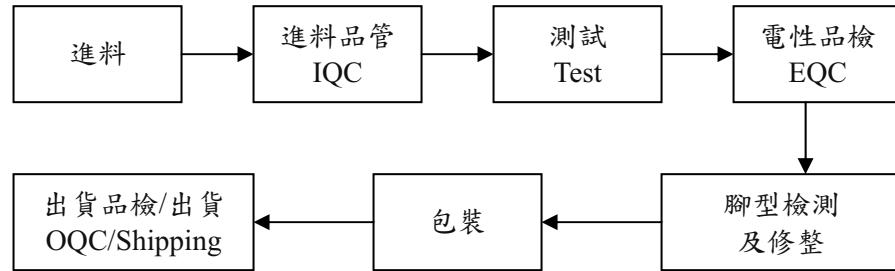 進料
進料品管
IQC
測試
Test
電性品檢
EQC
腳型檢測
及修整
包裝
出貨品檢/出貨
OQC/Shipping